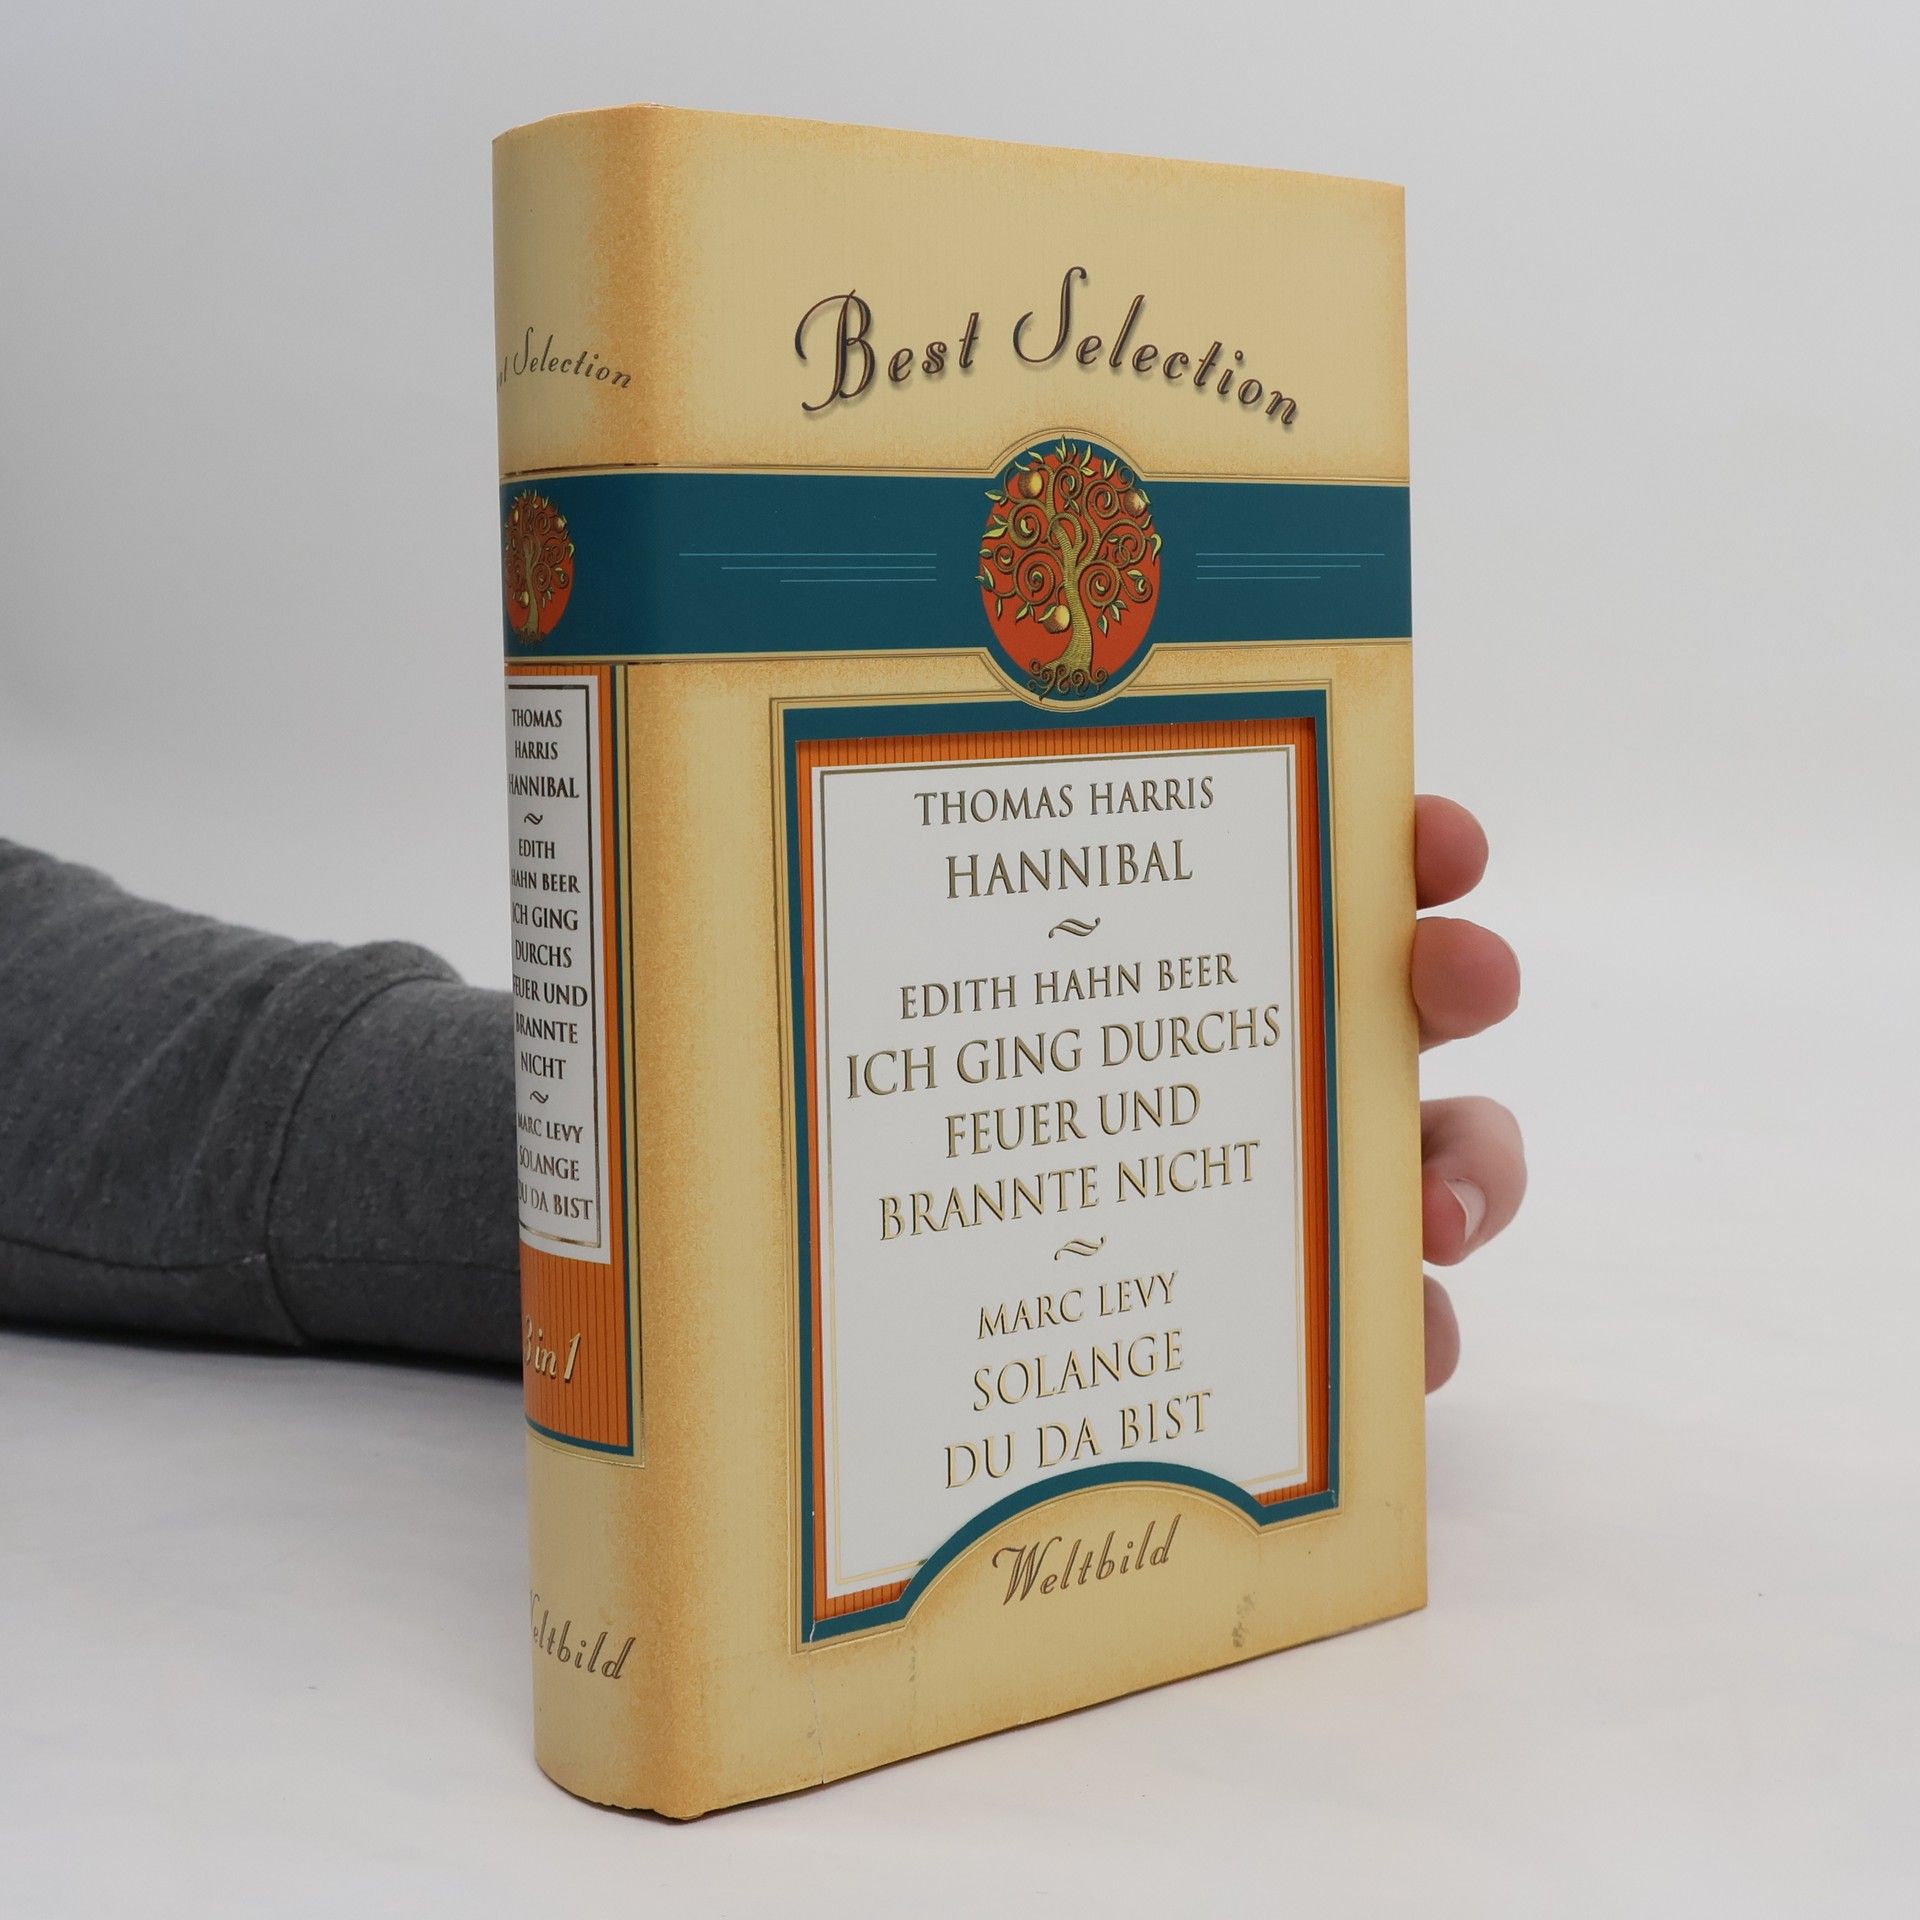 Best Selection
THOMAS HARRIS
HANNIBAL
EDITH HAHN BEER
ICH GING DURCHS
FEUER UND
BRANNTE NICHT
MARC LEVY
SOLANGE
DU DA BIST
Weltbild
Selection
THOMAS
HARRIS
HANNIBAL
EDITH
HAHN BEER
ICH GING
DURCHS
FEUER UND
BRANNTE
NICHT
MARC LEVY
SOLANGE
DU DA BIST
3 in 1
Weltbild